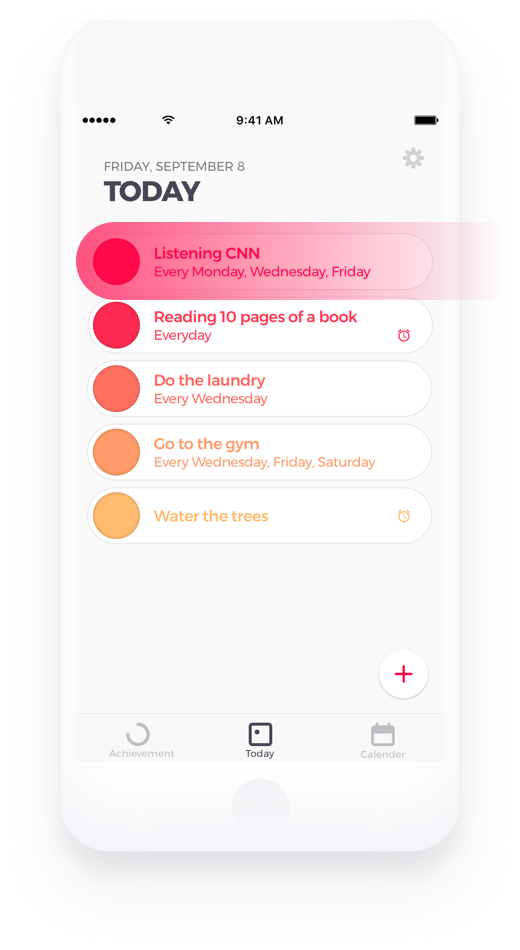 9:41 AM
FRIDAY, SEPTEMBER 8
TODAY
Listening CNN
Every Monday, Wednesday, Friday
Reading 10 pages of a book
Everyday
Do the laundry
Every Wednesday
Go to the gym
Every Wednesday, Friday, Saturday
Water the trees
Achievement
Today
Calender